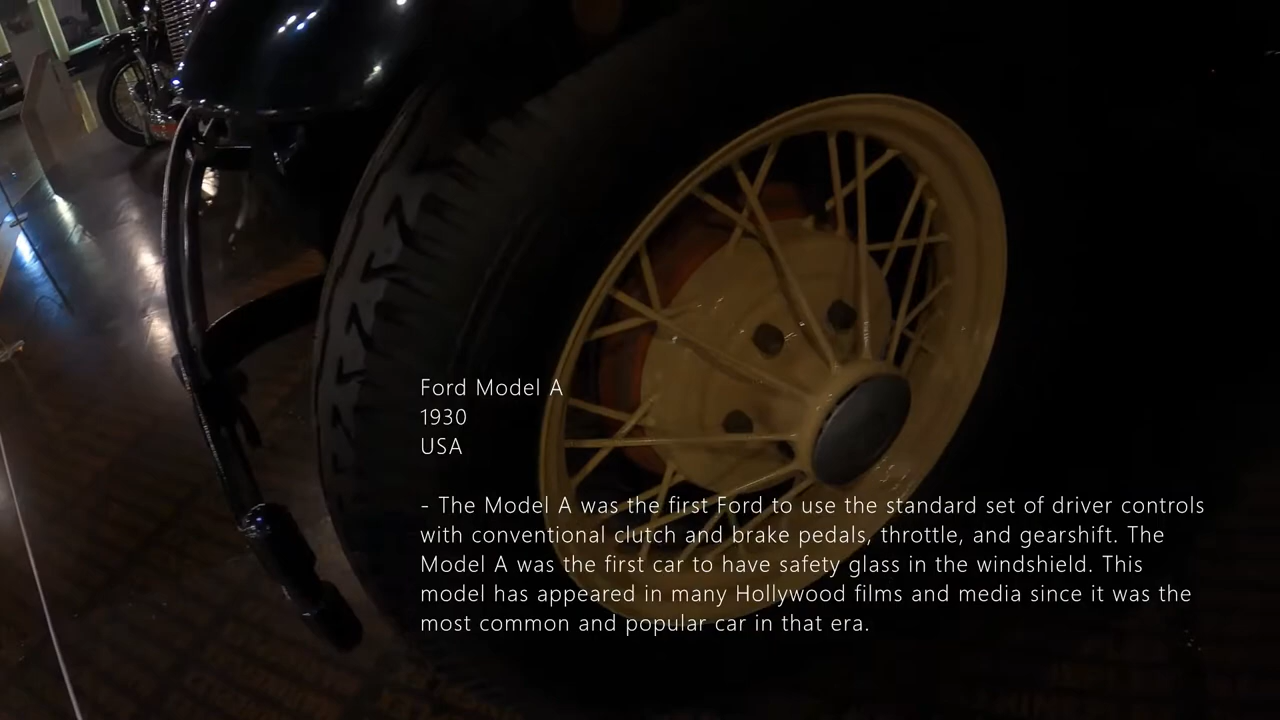 Ford Model A
1930
USA
- The Model A was the first Ford to use the standard set of driver controls
with conventional clutch and brake pedals, throttle, and gearshift. The
Model A was the first car to have safety glass in the windshield. This
model has appeared in many Hollywood films and media since it was the
most common and popular car in that era.